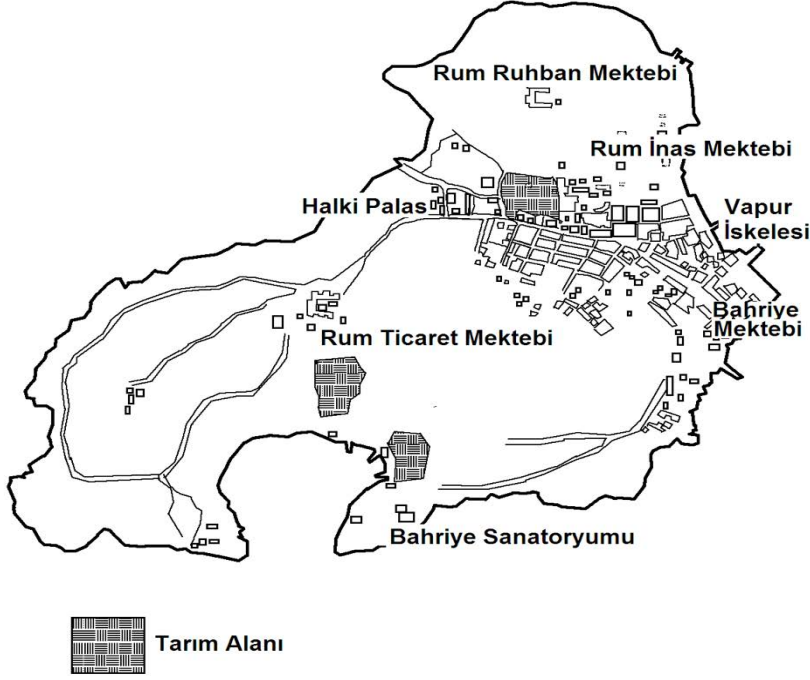 Rum Ruhban Mektebi
Rum İnas Mektebi
Halki Palas
Vapur
İskelesi
Bahriye
Mektebi
Rum Ticaret Mektebi
Bahriye Sanatoryumu
Tarım Alanı